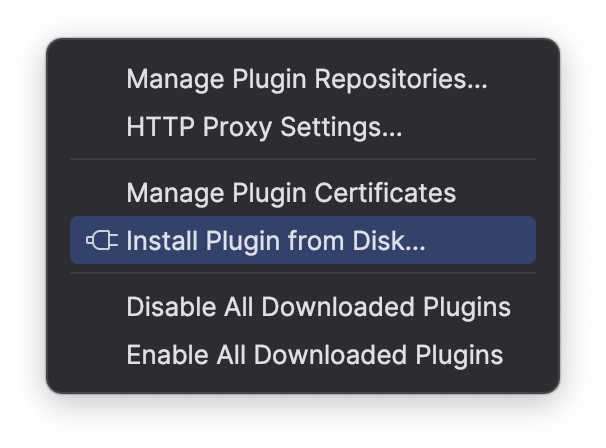 Manage Plugin Repositories...
HTTP Proxy Settings...
Manage Plugin Certificates
Install Plugin from Disk...
Disable All Downloaded Plugins
Enable All Downloaded Plugins